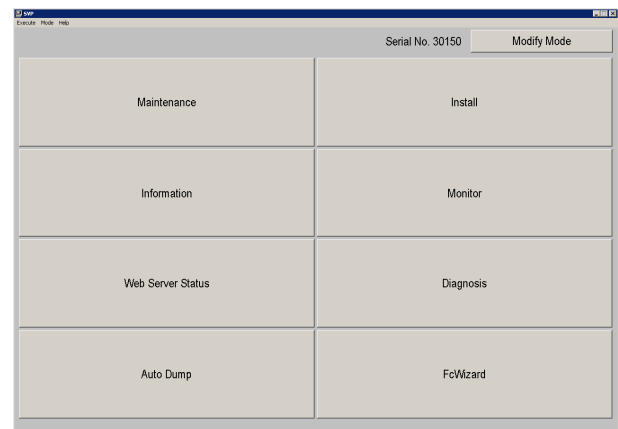 SVP
Execute Mode Help
Serial No. 30150 Modify Mode
Maintenance Install
Information Monitor
Web Server Status Diagnosis
Auto Dump FcWizard